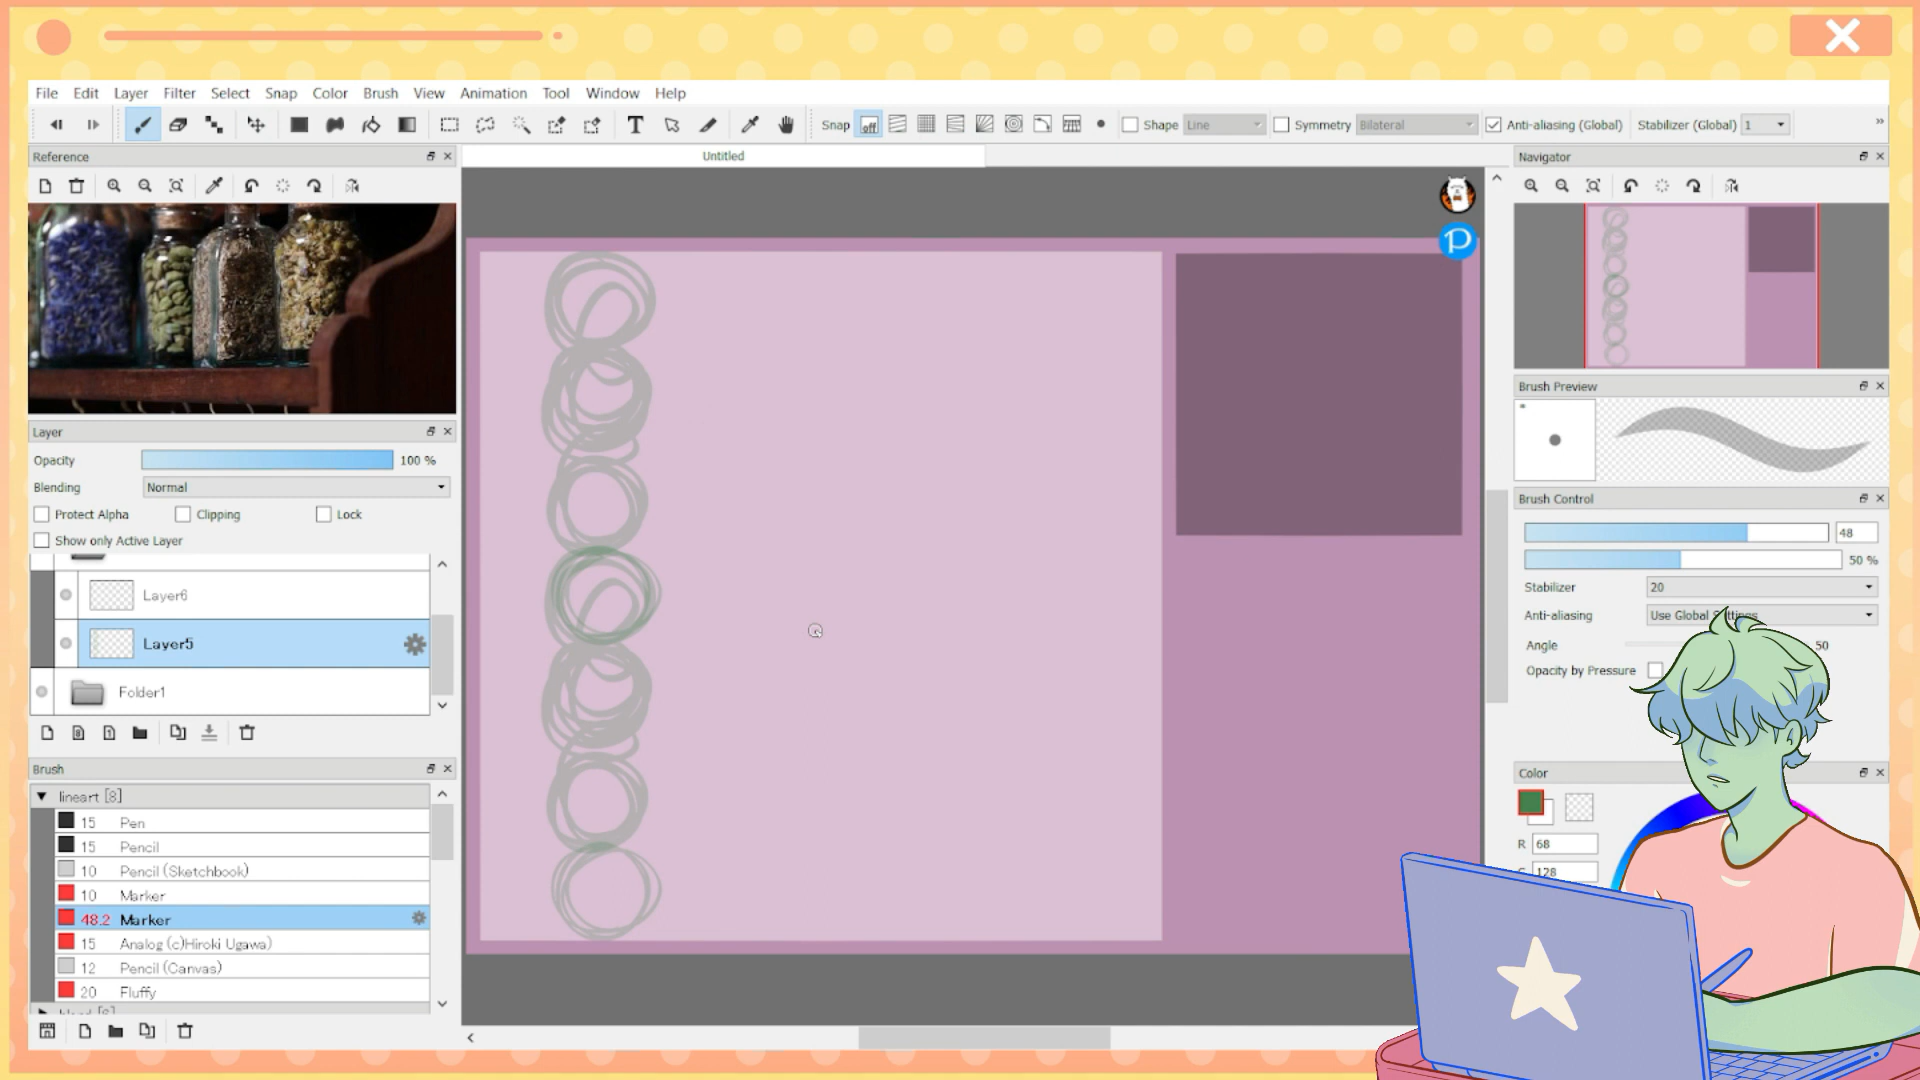 File Edit Layer Filter Select Snap Color Brush View Animation Tool Window Help
T Snap off Shape Line Symmetry Bilateral Anti-aliasing (Global) Stabilizer (Global) 1
Reference
Untitled
Navigator
Brush Preview
Layer
Opacity 100 %
Blending Normal
Protect Alpha Clipping Lock
Show only Active Layer
Layer6
Layer5
Folder1
Brush
lineart [8]
15 Pen
15 Pencil
10 Pencil (Sketchbook)
10 Marker
48.2 Marker
15 Analog (c)Hiroki Ugawa)
12 Pencil (Canvas)
20 Fluffy
Brush Control
48
50 %
Stabilizer 20
Anti-aliasing Use Global Settings
Angle 50
Opacity by Pressure
Color
R 68
128